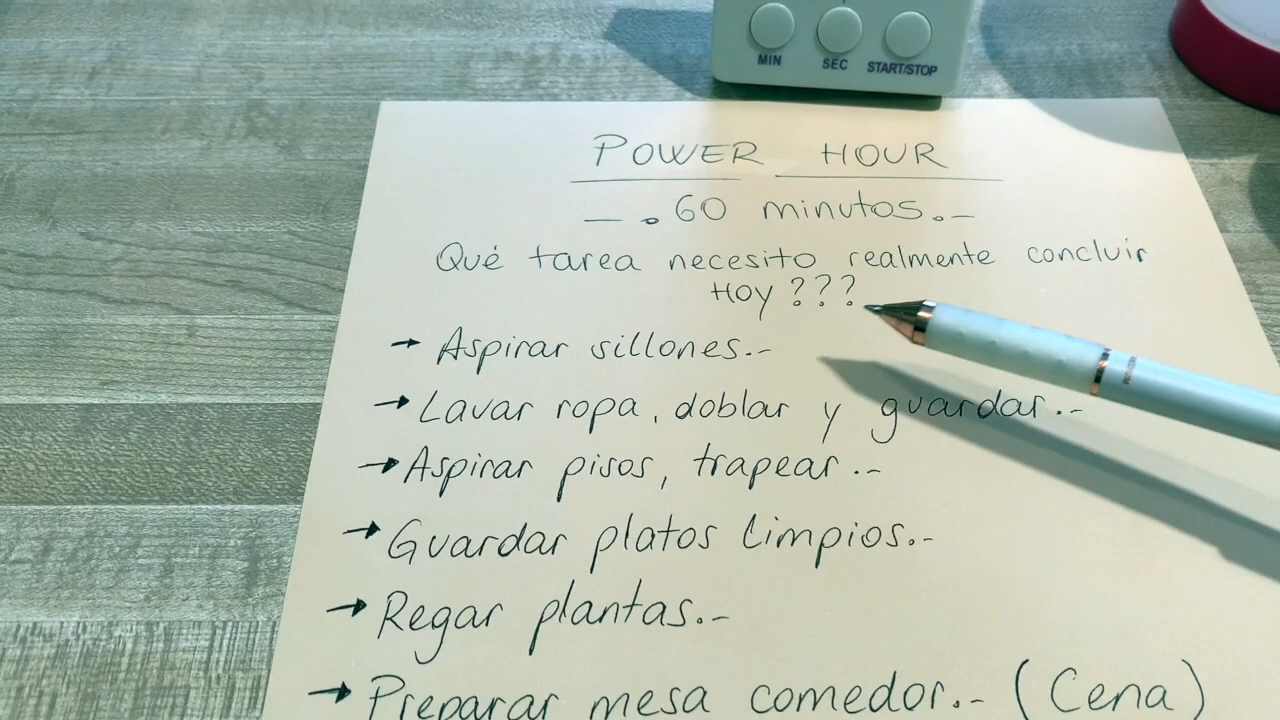 MIN SEC START/STOP
POWER HOUR
—.60 minutos.-
Qué tarea necesito realmente concluir
HOY ???
→ Aspirar sillones.-
→ Lavar ropa, doblar y guardar.-
→ Aspirar pisos, trapear.-
→ Guardar platos limpios.-
→ Regar plantas.-
→ Preparar mesa comedor.- (Cena)